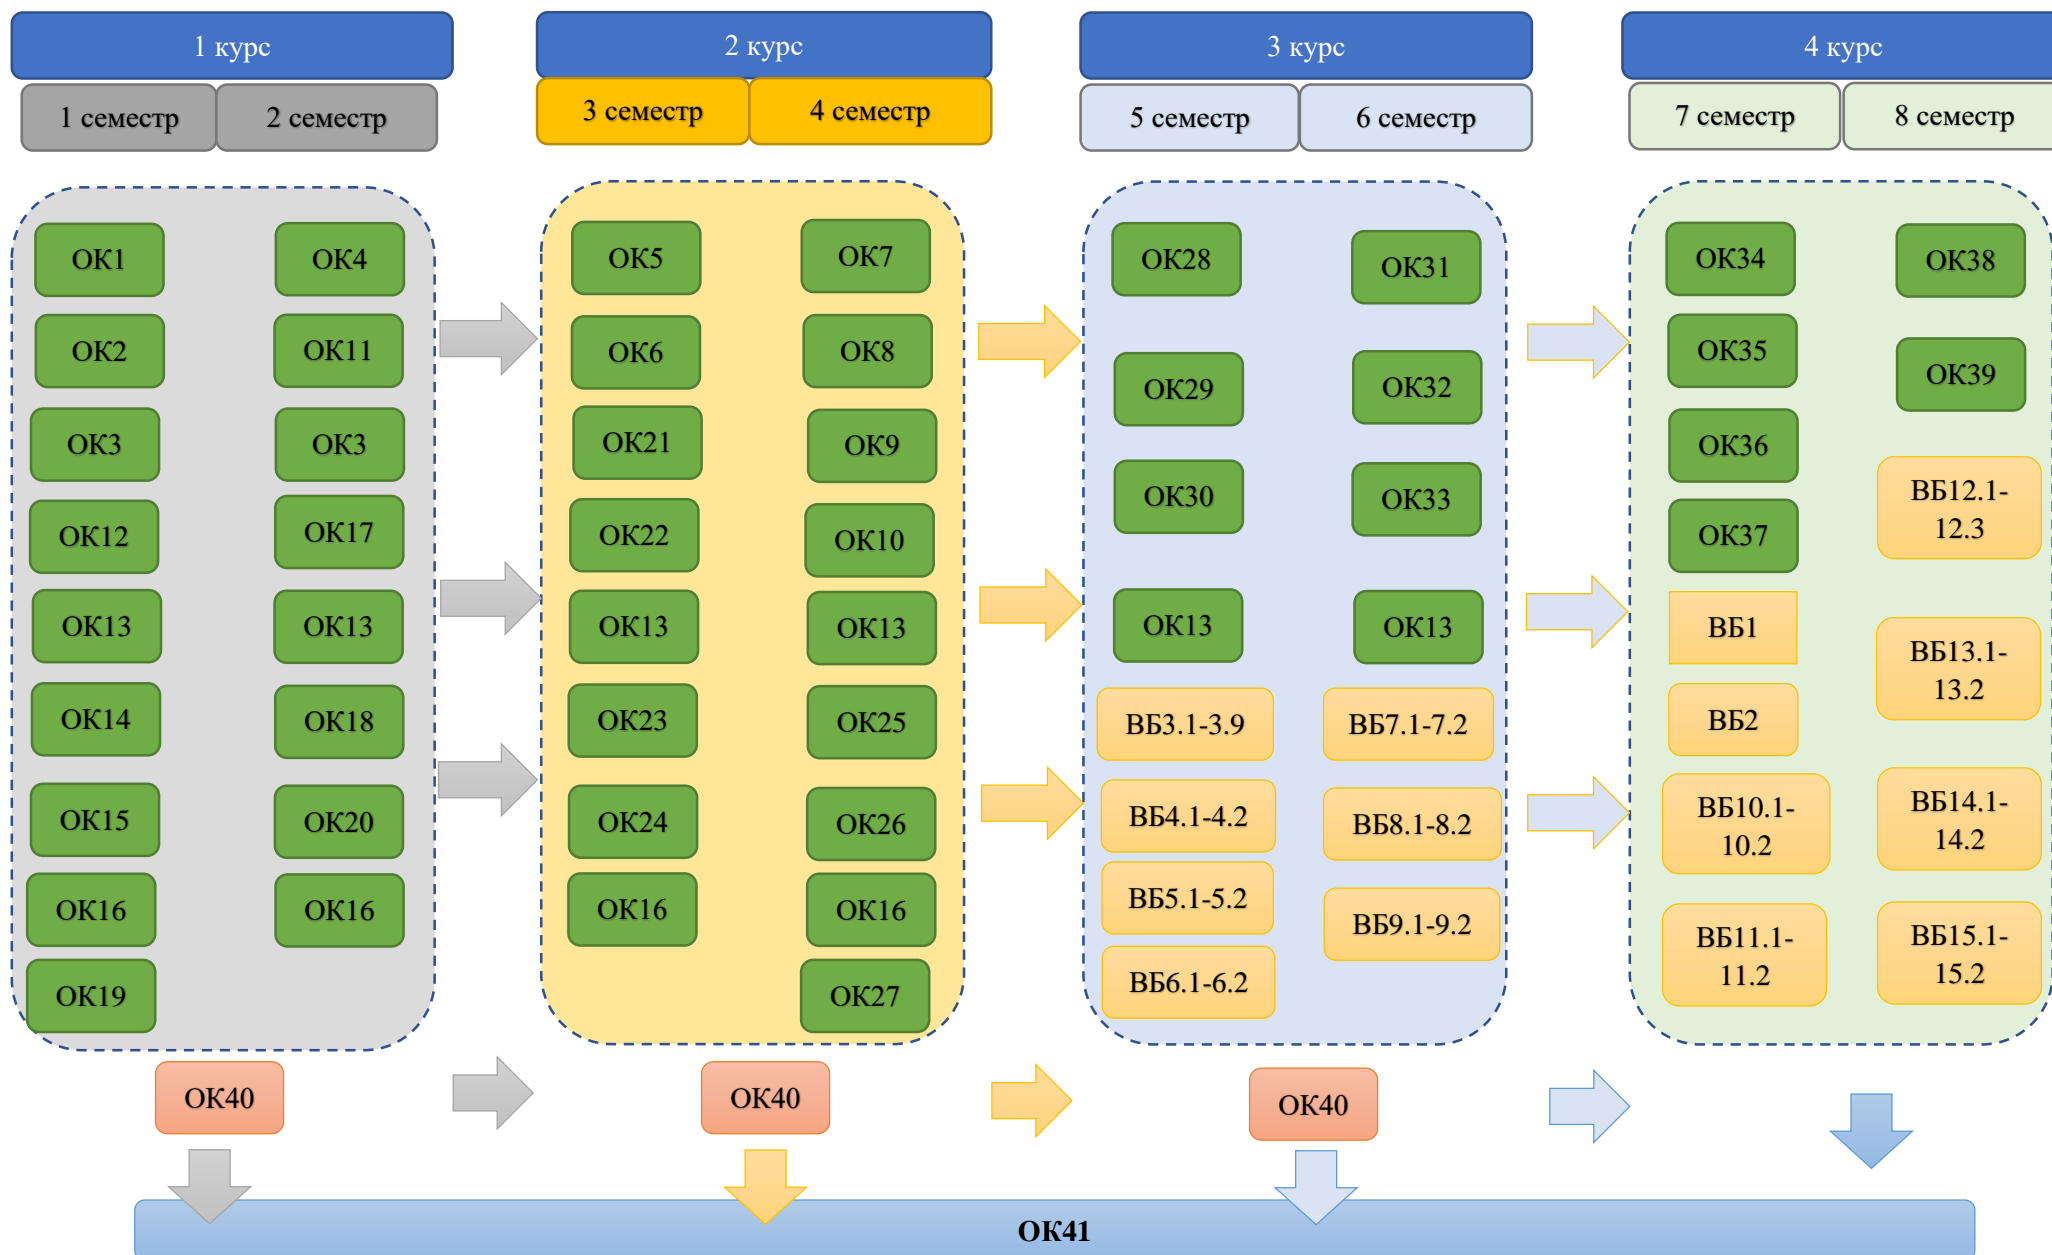 1 курс
2 курс
3 курс
4 курс
1 семестр
2 семестр
3 семестр
4 семестр
5 семестр
6 семестр
7 семестр
8 семестр
ОК1
ОК2
ОК3
ОК12
ОК13
ОК14
ОК15
ОК16
ОК19
ОК4
ОК11
ОК3
ОК17
ОК13
ОК18
ОК20
ОК16
ОК5
ОК6
ОК21
ОК22
ОК13
ОК23
ОК24
ОК16
ОК7
ОК8
ОК9
ОК10
ОК13
ОК25
ОК26
ОК16
ОК27
ОК28
ОК29
ОК30
ОК13
ВБ3.1-3.9
ВБ4.1-4.2
ВБ5.1-5.2
ВБ6.1-6.2
ОК31
ОК32
ОК33
ОК13
ВБ7.1-7.2
ВБ8.1-8.2
ВБ9.1-9.2
ОК34
ОК35
ОК36
ОК37
ВБ1
ВБ2
ВБ10.1-
10.2
ВБ11.1-
11.2
ОК38
ОК39
ВБ12.1-
12.3
ВБ13.1-
13.2
ВБ14.1-
14.2
ВБ15.1-
15.2
ОК40
ОК40
ОК40
ОК41